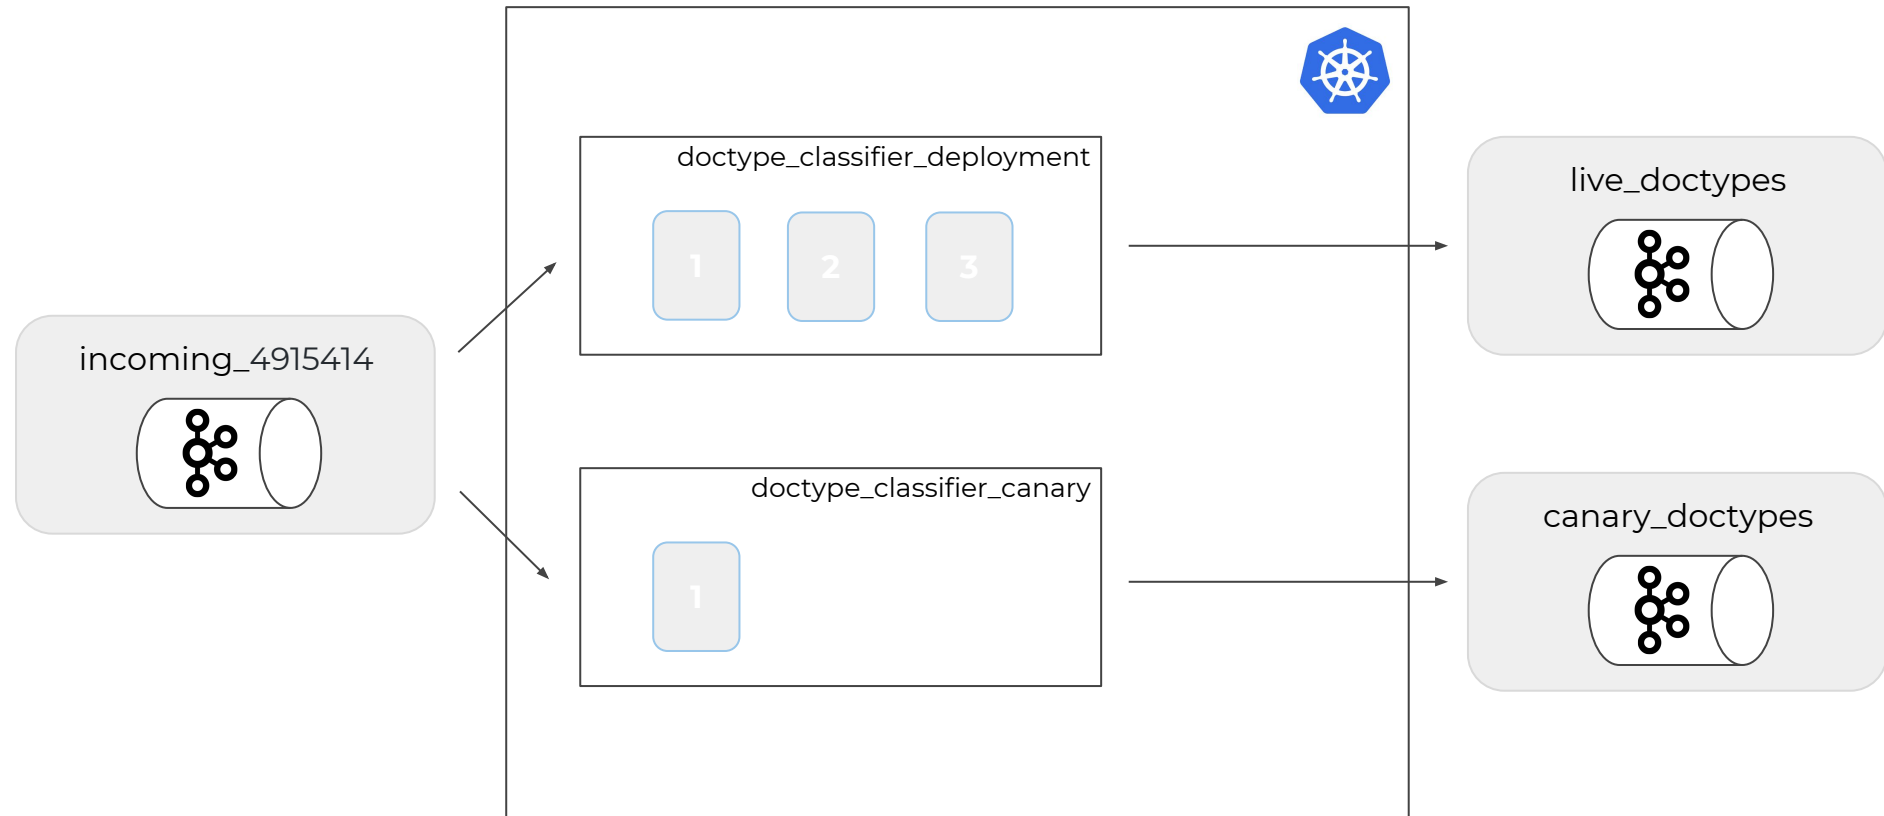 doctype_classifier_deployment
1 2 3
live_doctypes
incoming_4915414
doctype_classifier_canary
1
canary_doctypes